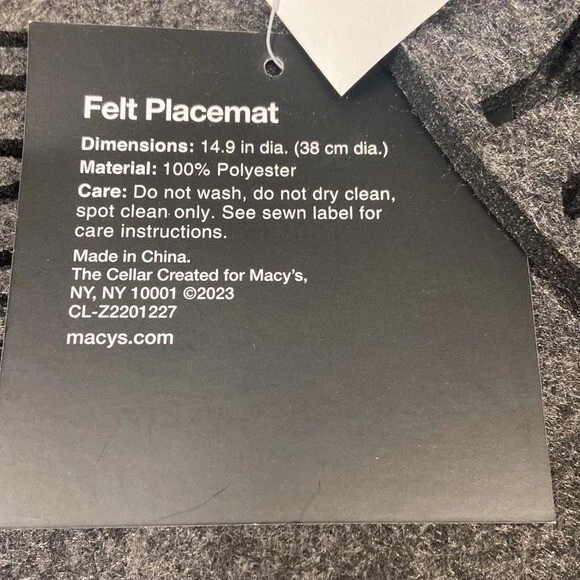 Felt Placemat
Dimensions: 14.9 in dia. (38 cm dia.)
Material: 100% Polyester
Care: Do not wash, do not dry clean,
spot clean only. See sewn label for
care instructions.
Made in China.
The Cellar Created for Macy's,
NY, NY 10001 ©2023
CL-Z2201227
macys.com